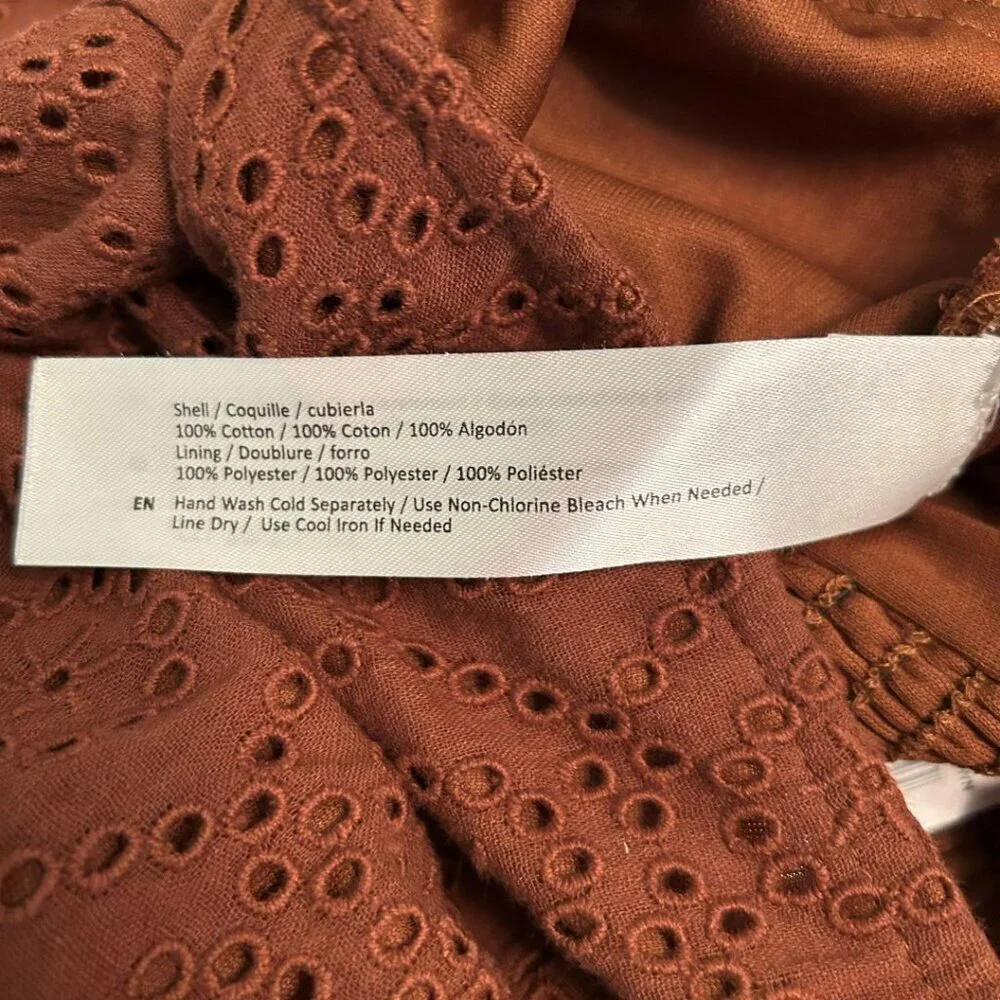 Shell / Coquille / cubierla
100% Cotton / 100% Coton / 100% Algodón
Lining / Doublure / forro
100% Polyester / 100% Polyester / 100% Poliéster
EN Hand Wash Cold Separately / Use Non-Chlorine Bleach When Needed /
Line Dry / Use Cool Iron If Needed